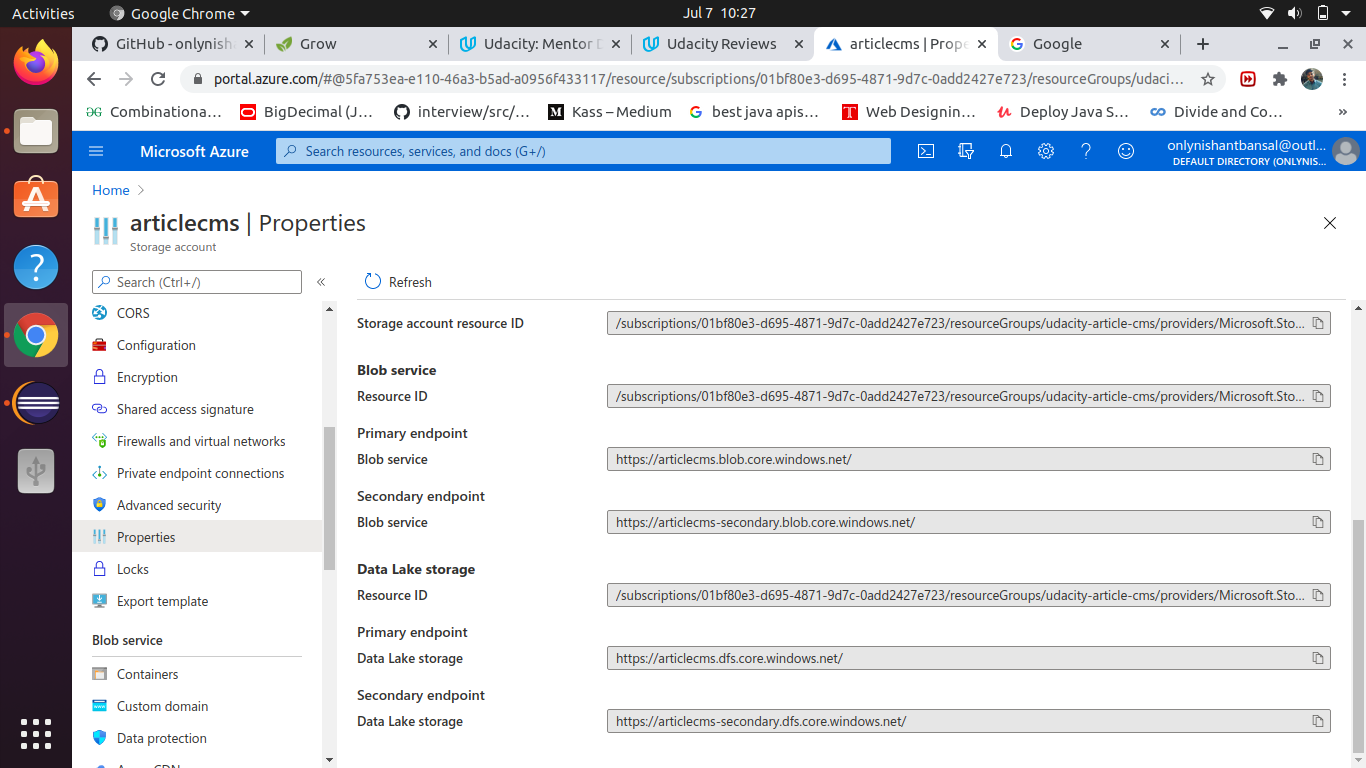 Activities Google Chrome Jul 7 10:27
GitHub - onlynisha Grow Udacity: Mentor D Udacity Reviews articlecms | Prope Google
portal.azure.com/#@5fa753ea-e110-46a3-b5ad-a0956f433117/resource/subscriptions/01bf80e3-d695-4871-9d7c-0add2427e723/resourceGroups/udaci...
Combinationa... BigDecimal (J... interview/src/... Kass – Medium best java apis... Web Designin... Deploy Java S... Divide and Co... »
Microsoft Azure Search resources, services, and docs (G+/) onlynishantbansal@outl...
DEFAULT DIRECTORY (ONLYNIS...
Home
articlecms | Properties
Storage account
Search (Ctrl+/) «
Refresh
CORS
Configuration
Encryption
Shared access signature
Firewalls and virtual networks
Private endpoint connections
Advanced security
Properties
Locks
Export template
Blob service
Containers
Custom domain
Data protection
Azure CDN
Storage account resource ID /subscriptions/01bf80e3-d695-4871-9d7c-0add2427e723/resourceGroups/udacity-article-cms/providers/Microsoft.Sto...
Blob service
Resource ID /subscriptions/01bf80e3-d695-4871-9d7c-0add2427e723/resourceGroups/udacity-article-cms/providers/Microsoft.Sto...
Primary endpoint
Blob service https://articlecms.blob.core.windows.net/
Secondary endpoint
Blob service https://articlecms-secondary.blob.core.windows.net/
Data Lake storage
Resource ID /subscriptions/01bf80e3-d695-4871-9d7c-0add2427e723/resourceGroups/udacity-article-cms/providers/Microsoft.Sto...
Primary endpoint
Data Lake storage https://articlecms.dfs.core.windows.net/
Secondary endpoint
Data Lake storage https://articlecms-secondary.dfs.core.windows.net/